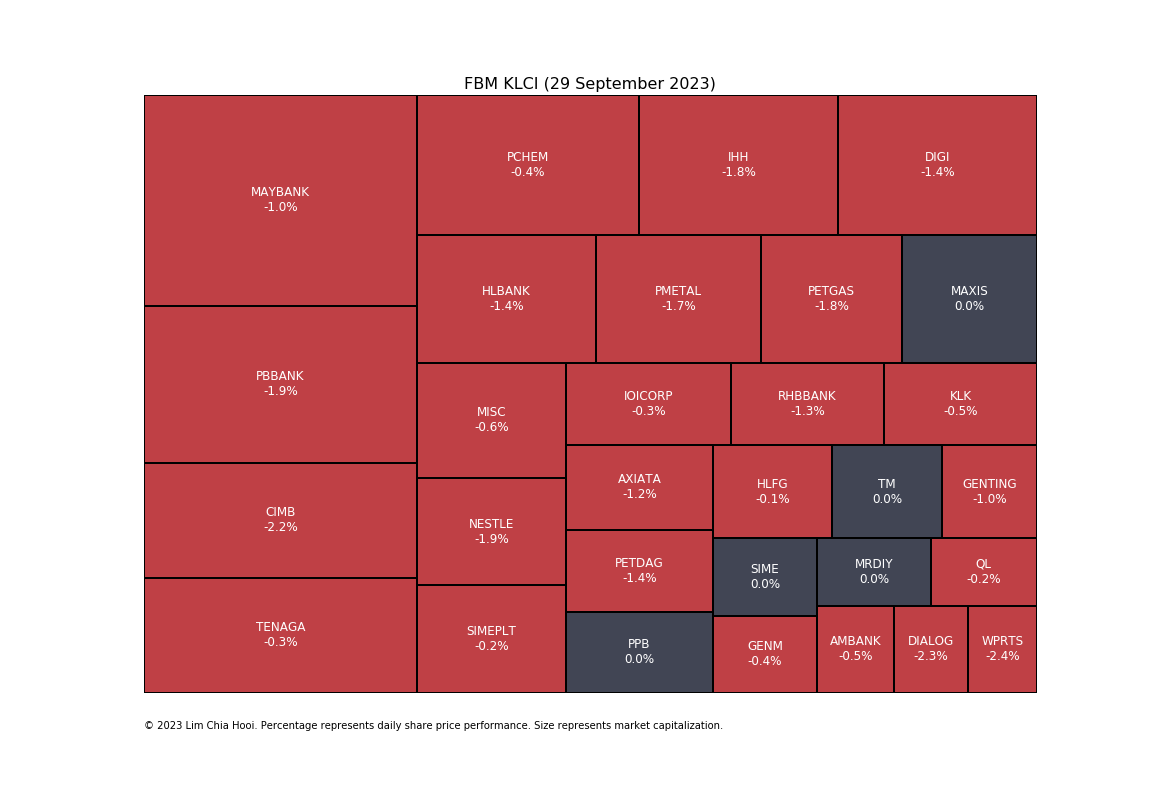 FBM KLCI (29 September 2023)
MAYBANK
-1.0%
PCHEM
-0.4%
IHH
-1.8%
DIGI
-1.4%
HLBANK
-1.4%
PMETAL
-1.7%
PETGAS
-1.8%
MAXIS
0.0%
PBBANK
-1.9%
MISC
-0.6%
IOICORP
-0.3%
RHBBANK
-1.3%
KLK
-0.5%
AXIATA
-1.2%
HLFG
-0.1%
TM
0.0%
GENTING
-1.0%
CIMB
-2.2%
NESTLE
-1.9%
PETDAG
-1.4%
SIME
0.0%
MRDIY
0.0%
QL
-0.2%
TENAGA
-0.3%
SIMEPLT
-0.2%
PPB
0.0%
GENM
-0.4%
AMBANK
-0.5%
DIALOG
-2.3%
WPRTS
-2.4%
© 2023 Lim Chia Hooi. Percentage represents daily share price performance. Size represents market capitalization.